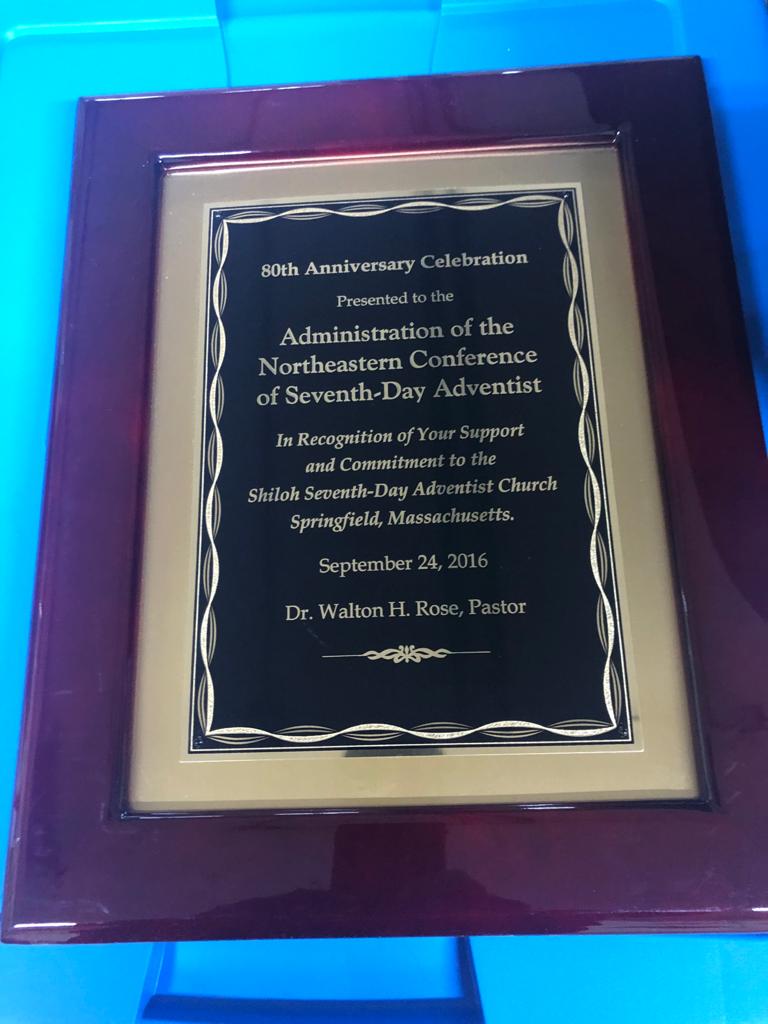 80th Anniversary Celebration
Presented to the
Administration of the
Northeastern Conference
of Seventh-Day Adventist
In Recognition of Your Support
and Commitment to the
Shiloh Seventh-Day Adventist Church
Springfield, Massachusetts.
September 24, 2016
Dr. Walton H. Rose, Pastor